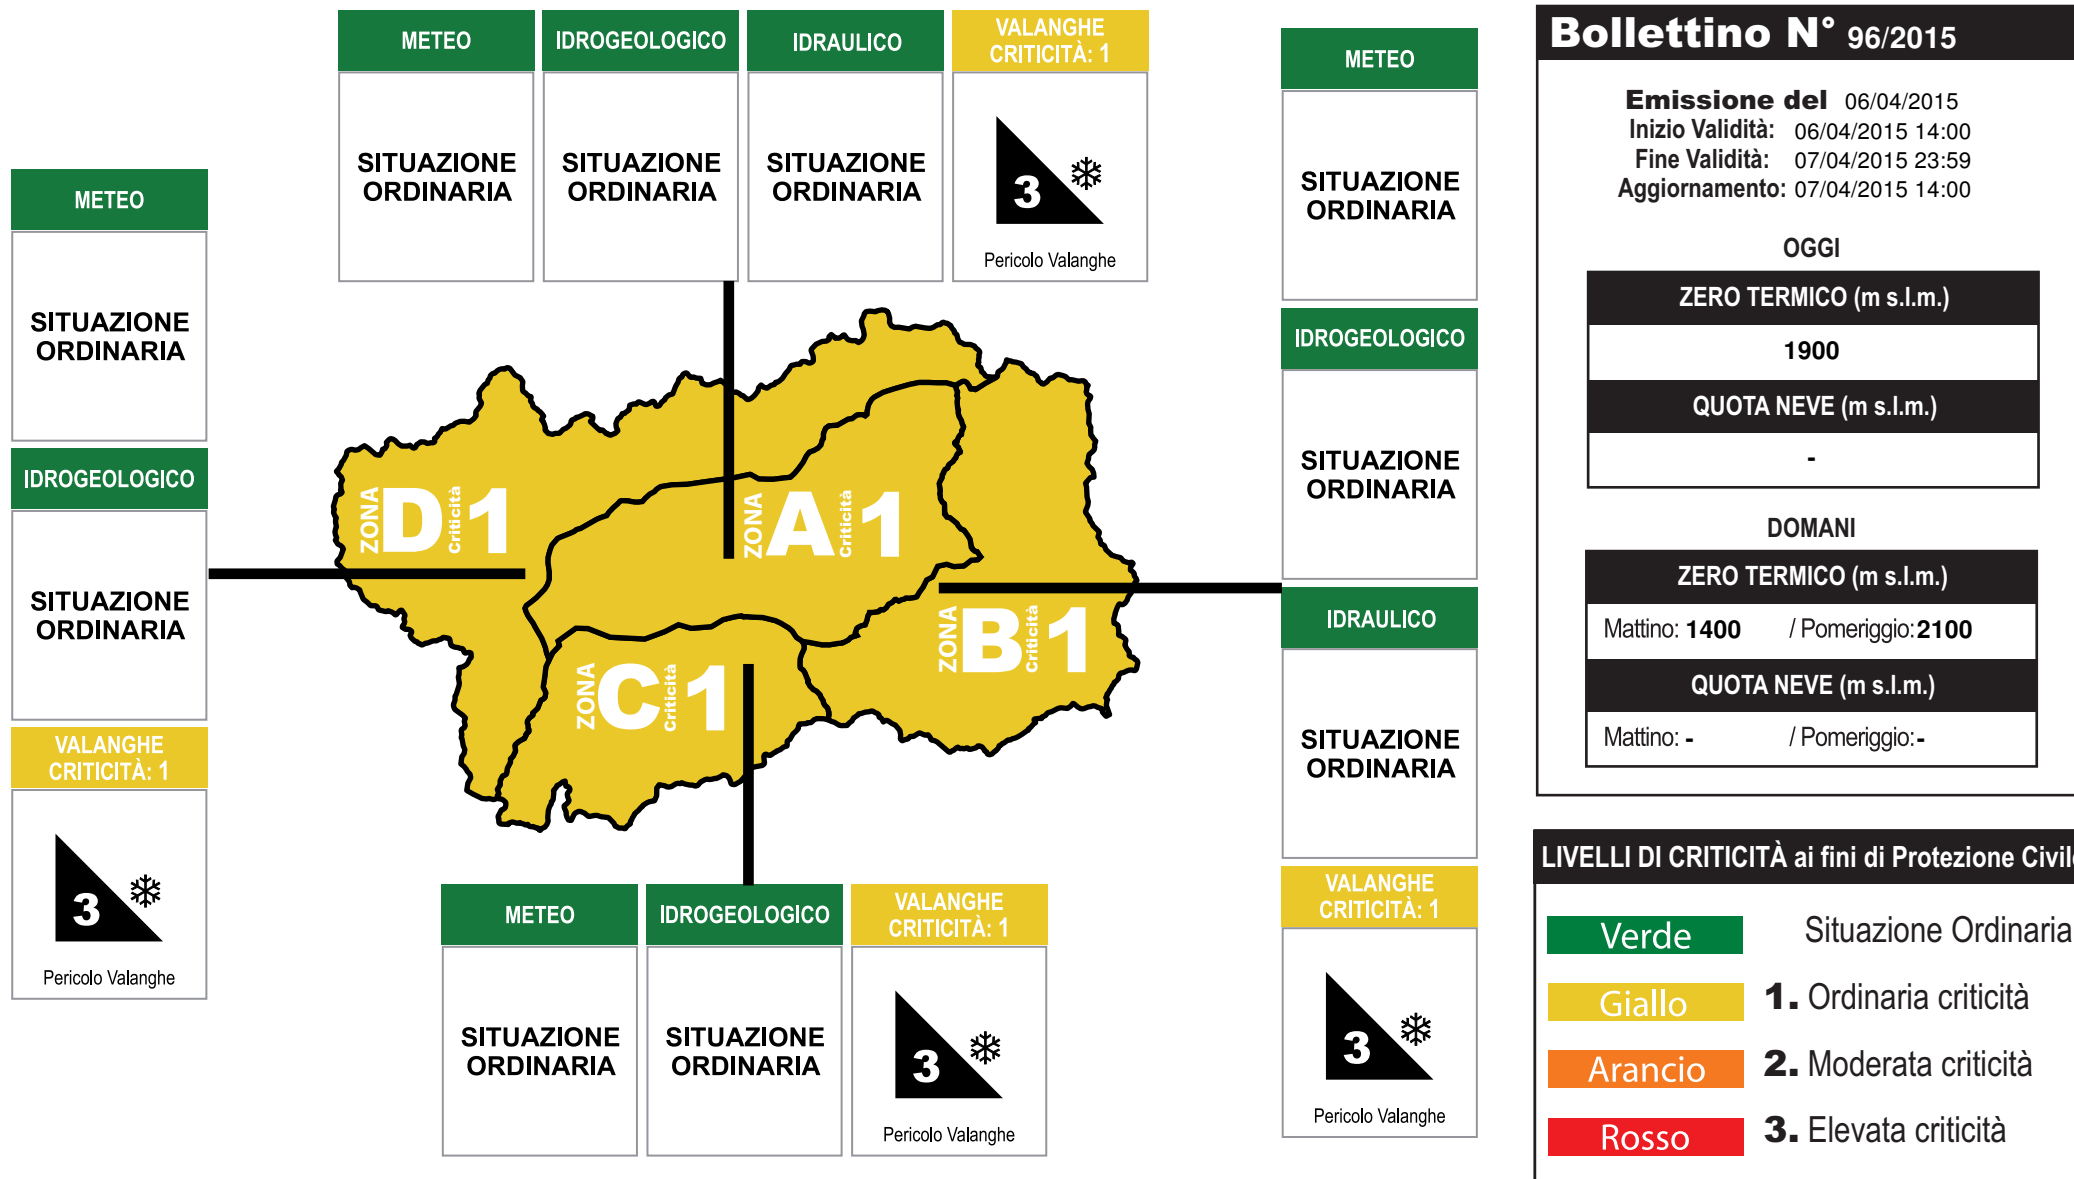 METEO
IDROGEOLOGICO
IDRAULICO
VALANGHE
CRITICITÀ: 1
SITUAZIONE
ORDINARIA
SITUAZIONE
ORDINARIA
SITUAZIONE
ORDINARIA
3
Pericolo Valanghe
METEO
SITUAZIONE
ORDINARIA
IDROGEOLOGICO
SITUAZIONE
ORDINARIA
VALANGHE
CRITICITÀ: 1
3
Pericolo Valanghe
ZONA D Criticità 1
ZONA A Criticità 1
ZONA B Criticità 1
ZONA C Criticità 1
METEO
IDROGEOLOGICO
VALANGHE
CRITICITÀ: 1
SITUAZIONE
ORDINARIA
SITUAZIONE
ORDINARIA
3
Pericolo Valanghe
METEO
SITUAZIONE
ORDINARIA
IDROGEOLOGICO
SITUAZIONE
ORDINARIA
IDRAULICO
SITUAZIONE
ORDINARIA
VALANGHE
CRITICITÀ: 1
3
Pericolo Valanghe
Bollettino N° 96/2015
Emissione del 06/04/2015
Inizio Validità: 06/04/2015 14:00
Fine Validità: 07/04/2015 23:59
Aggiornamento: 07/04/2015 14:00
OGGI
ZERO TERMICO (m s.l.m.)
1900
QUOTA NEVE (m s.l.m.)
-
DOMANI
ZERO TERMICO (m s.l.m.)
Mattino: 1400 / Pomeriggio: 2100
QUOTA NEVE (m s.l.m.)
Mattino: - / Pomeriggio: -
LIVELLI DI CRITICITÀ ai fini di Protezione Civile
Verde Situazione Ordinaria
Giallo 1. Ordinaria criticità
Arancio 2. Moderata criticità
Rosso 3. Elevata criticità